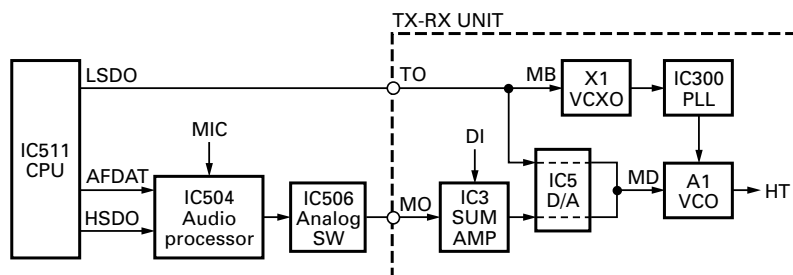 TX-RX UNIT
LSDO
TO
MB
X1
VCXO
IC300
PLL
IC511
CPU
MIC
DI
AFDAT
HSDO
IC504
Audio
processor
IC506
Analog
SW
MO
IC3
SUM
AMP
IC5
D/A
MD
A1
VCO
HT